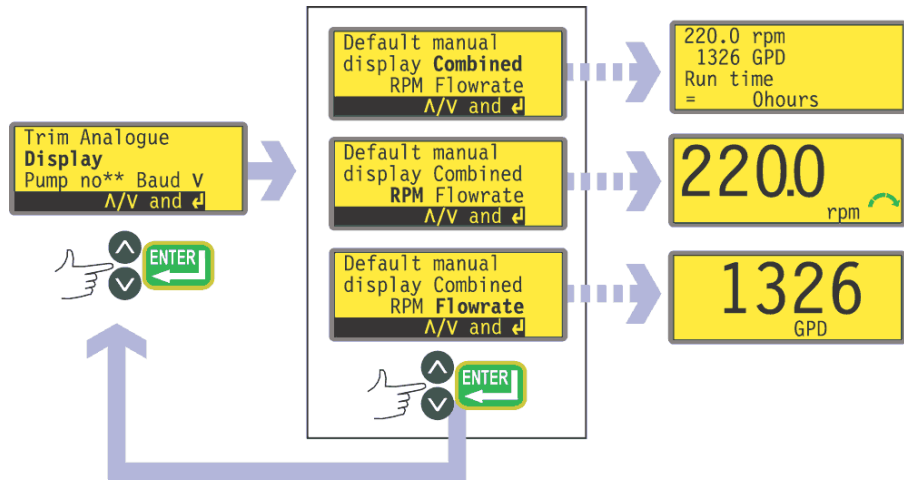 Trim Analogue
Display
Pump no** Baud V
Λ/V and ↲
ENTER
Default manual
display Combined
RPM Flowrate
Λ/V and ↲
Default manual
display Combined
RPM Flowrate
Λ/V and ↲
Default manual
display Combined
RPM Flowrate
Λ/V and ↲
ENTER
220.0 rpm
1326 GPD
Run time
= 0hours
220.0
rpm
1326
GPD